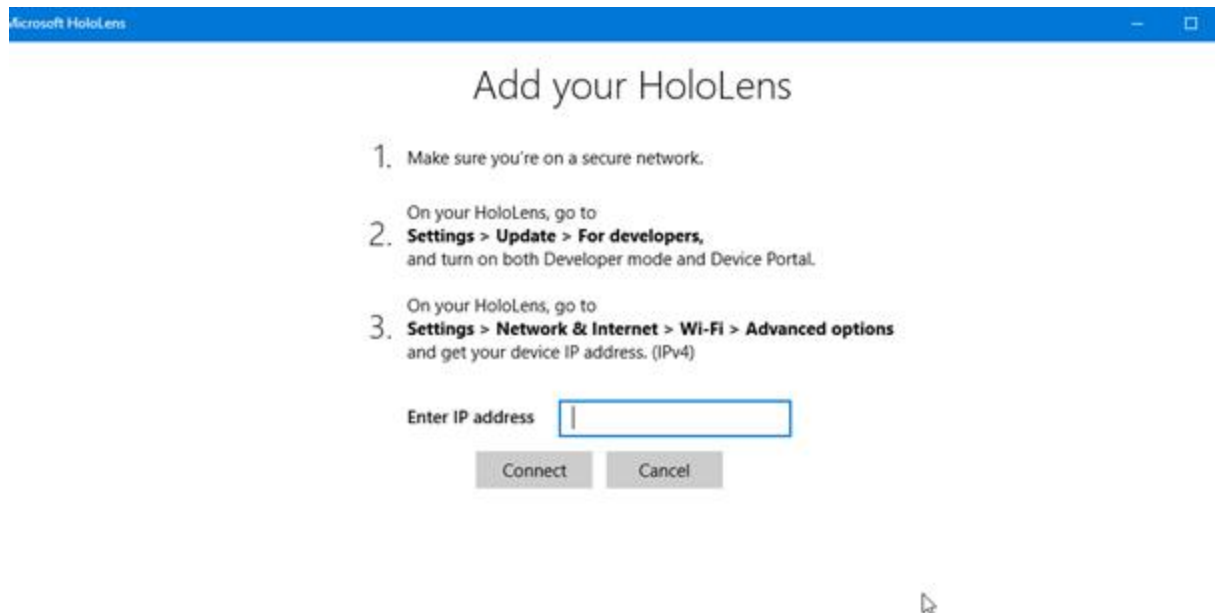 Microsoft HoloLens
Add your HoloLens
1. Make sure you're on a secure network.
On your HoloLens, go to
2. Settings > Update > For developers,
and turn on both Developer mode and Device Portal.
On your HoloLens, go to
3. Settings > Network & Internet > Wi-Fi > Advanced options
and get your device IP address. (IPv4)
Enter IP address
Connect Cancel